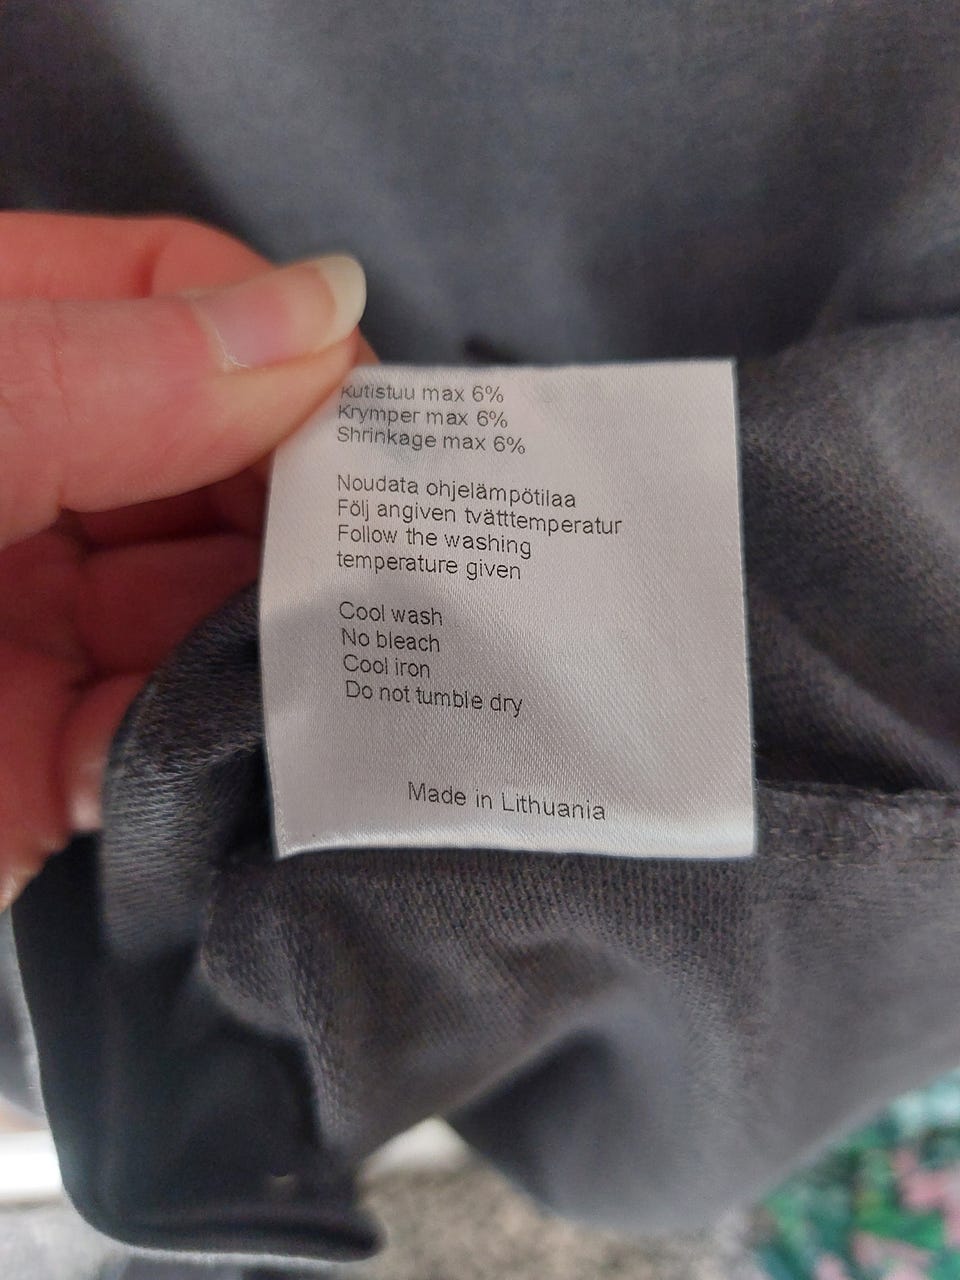 Kutistuu max 6%
Krymper max 6%
Shrinkage max 6%
Noudata ohjelämpötilaa
Följ angiven tvätttemperatur
Follow the washing
temperature given
Cool wash
No bleach
Cool iron
Do not tumble dry
Made in Lithuania